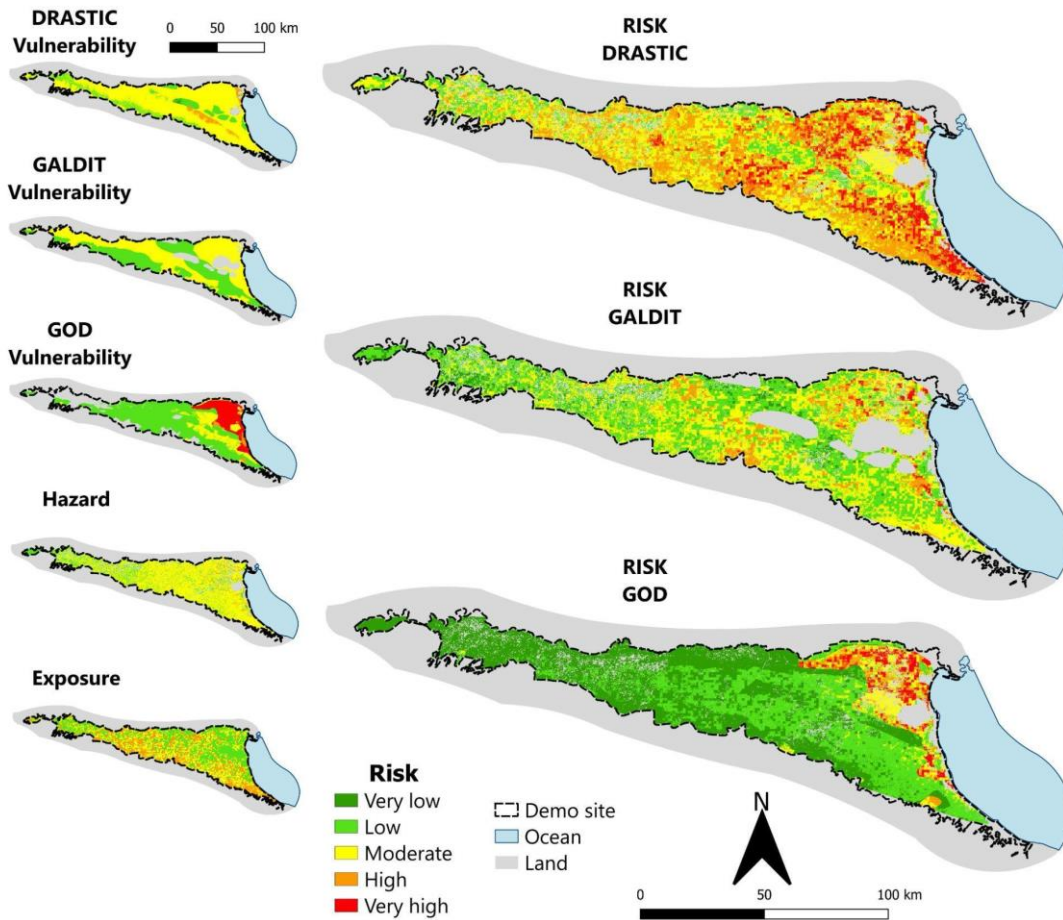 DRASTIC
Vulnerability
0 50 100 km
GALDIT
Vulnerability
GOD
Vulnerability
Hazard
Exposure
RISK
DRASTIC
RISK
GALDIT
RISK
GOD
Risk
Very low
Low
Moderate
High
Very high
Demo site
Ocean
Land
N
0 50 100 km